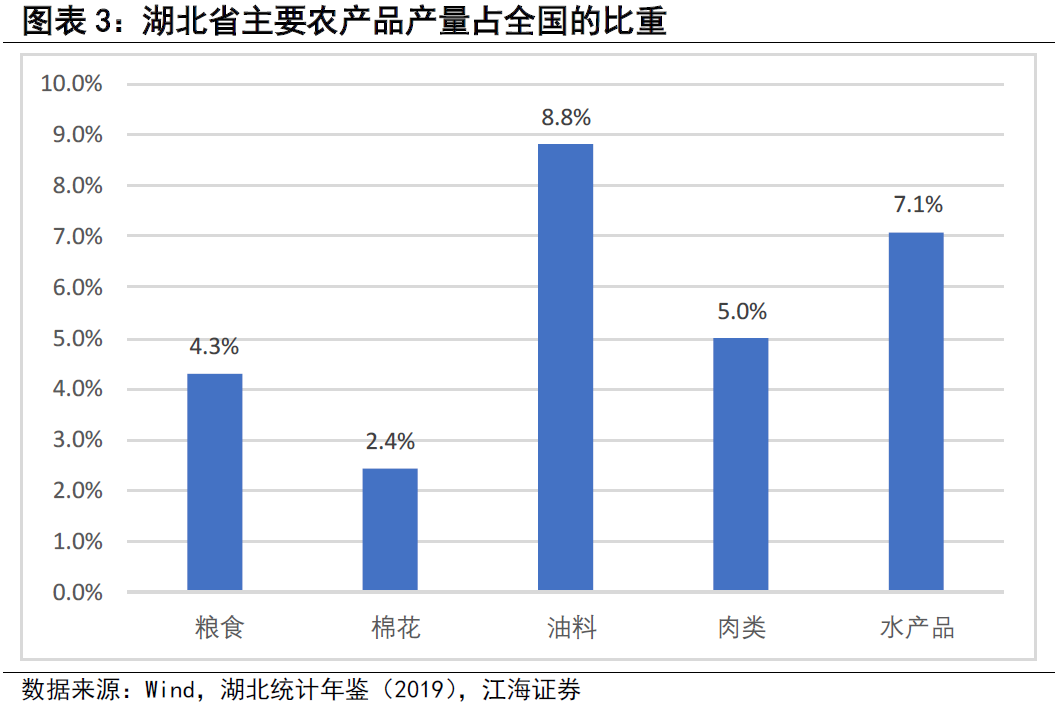 图表 3：湖北省主要农产品产量占全国的比重
10.0%
9.0%
8.0%
7.0%
6.0%
5.0%
4.0%
3.0%
2.0%
1.0%
0.0%
4.3%
2.4%
8.8%
5.0%
7.1%
粮食
棉花
油料
肉类
水产品
数据来源：Wind，湖北统计年鉴（2019），江海证券